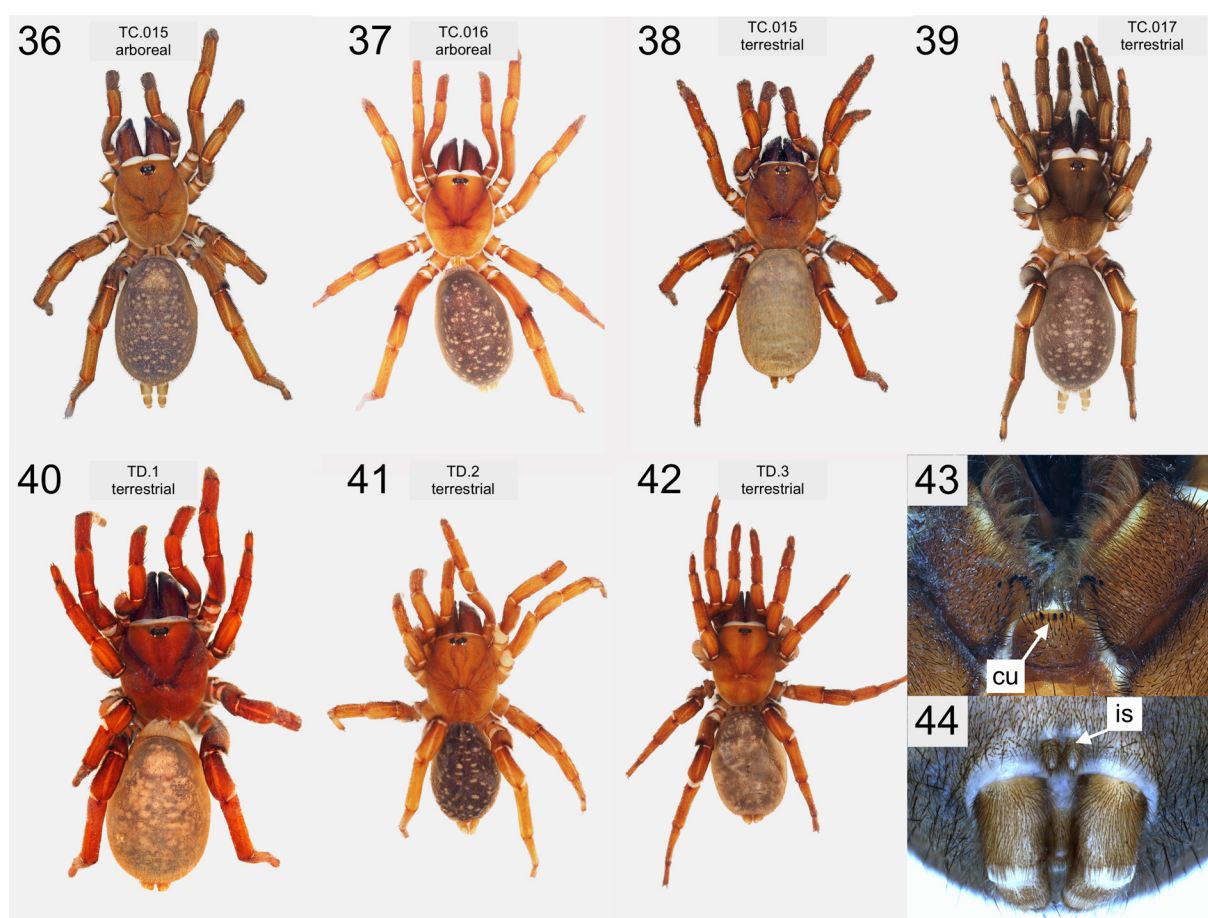 36
TC.015
arboreal
37
TC.016
arboreal
38
TC.015
terrestrial
39
TC.017
terrestrial
40
TD.1
terrestrial
41
TD.2
terrestrial
42
TD.3
terrestrial
43
cu
44
is